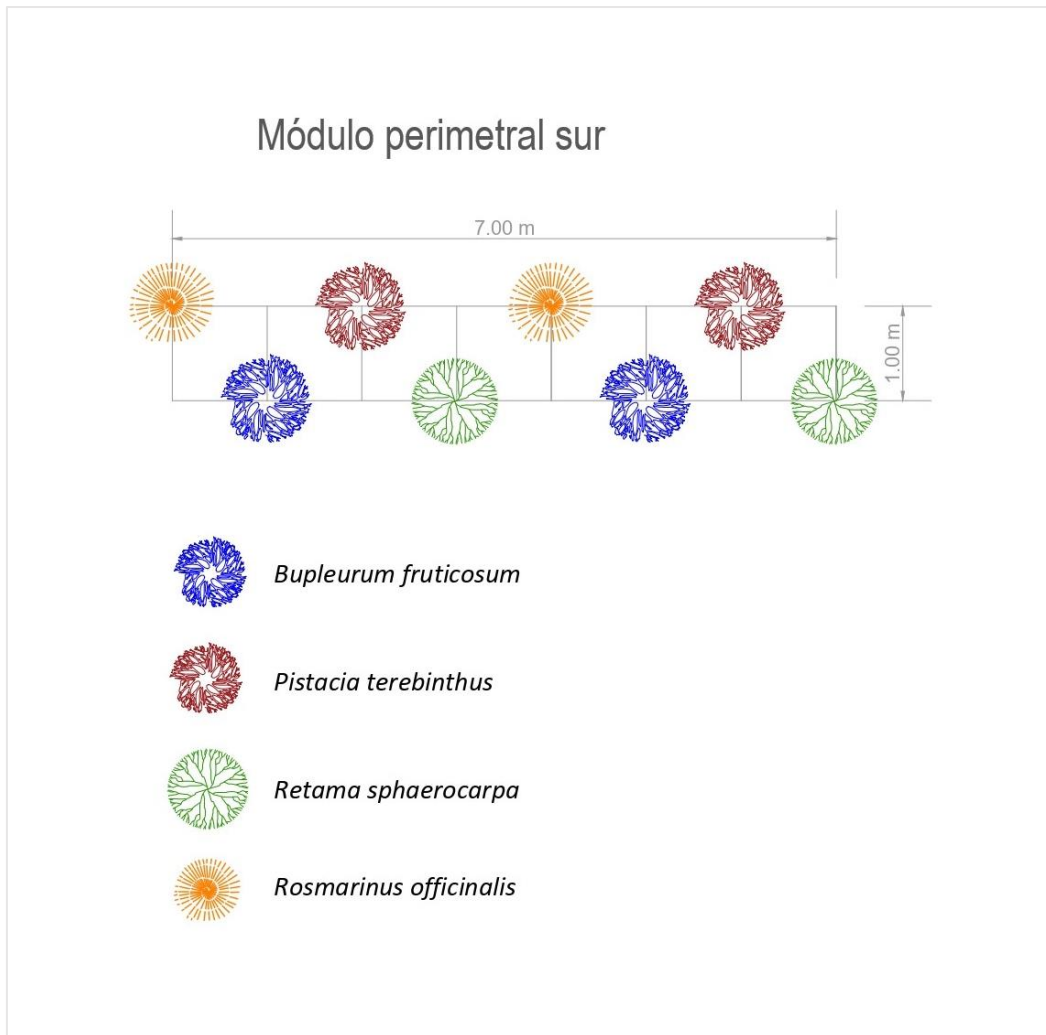 Módulo perimetral sur
7.00 m
1.00 m
Bupleurum fruticosum
Pistacia terebinthus
Retama sphaerocarpa
Rosmarinus officinalis